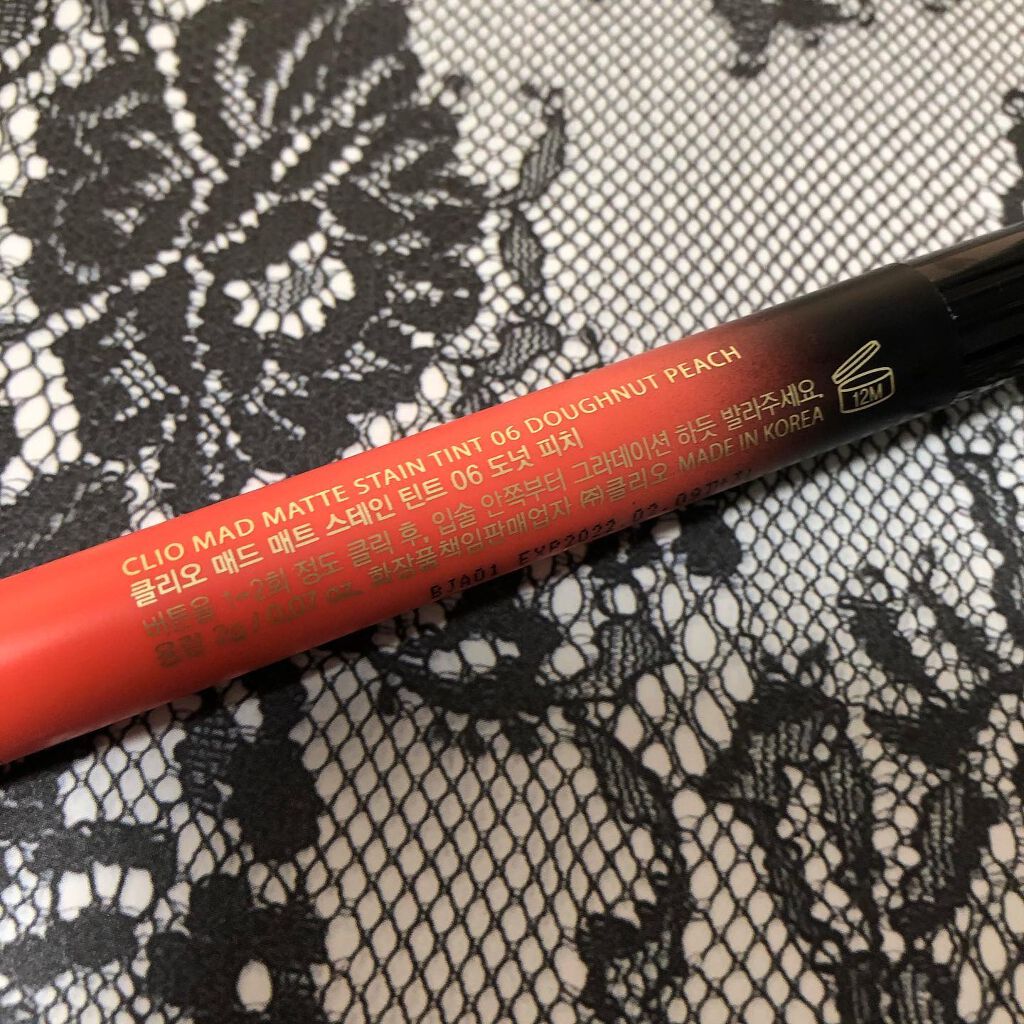 CLIO MAD MATTE STAIN TINT 06 DOUGHNUT PEACH
클리오 매드 매트 스테인 틴트 06 도넛 피치
버튼을 1~2회 정도 클릭 후, 입술 안쪽부터 그라데이션 하듯 발라주세요.
용량 2g / 0.07 oz. 화장품책임판매업자 ㈜클리오 MADE IN KOREA
12M
BJA01 EXP2022.02.09